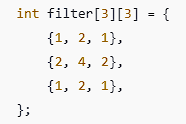 int filter[3][3] = {
    {1, 2, 1},
    {2, 4, 2},
    {1, 2, 1},
};